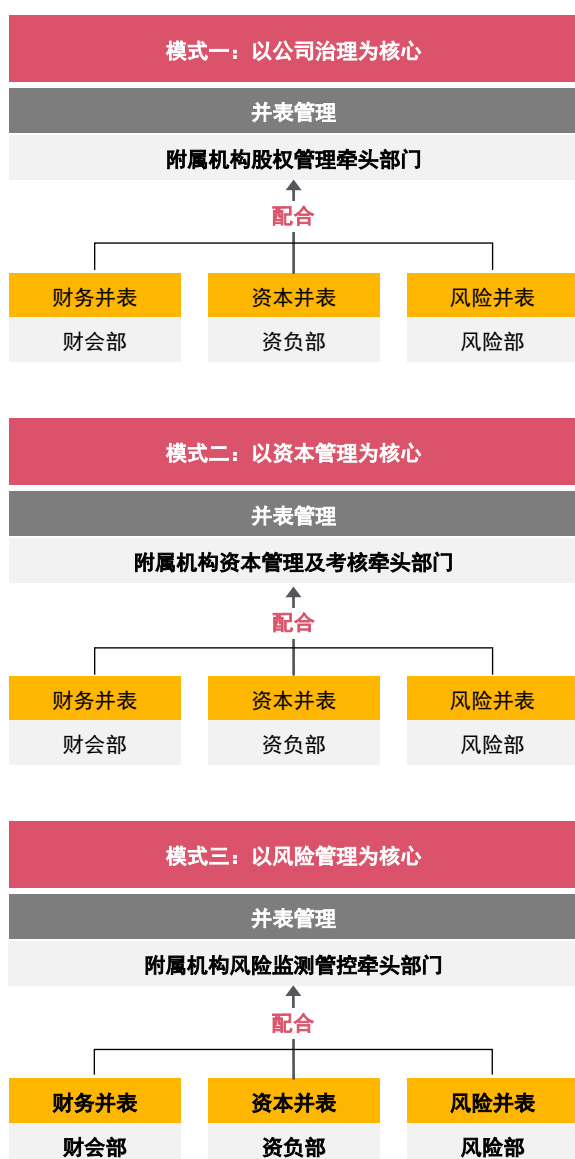 模式一：以公司治理为核心
并表管理
附属机构股权管理牵头部门
配合
财务并表 资本并表 风险并表
财会部 资负部 风险部
模式二：以资本管理为核心
并表管理
附属机构资本管理及考核牵头部门
配合
财务并表 资本并表 风险并表
财会部 资负部 风险部
模式三：以风险管理为核心
并表管理
附属机构风险监测管控牵头部门
配合
财务并表 资本并表 风险并表
财会部 资负部 风险部